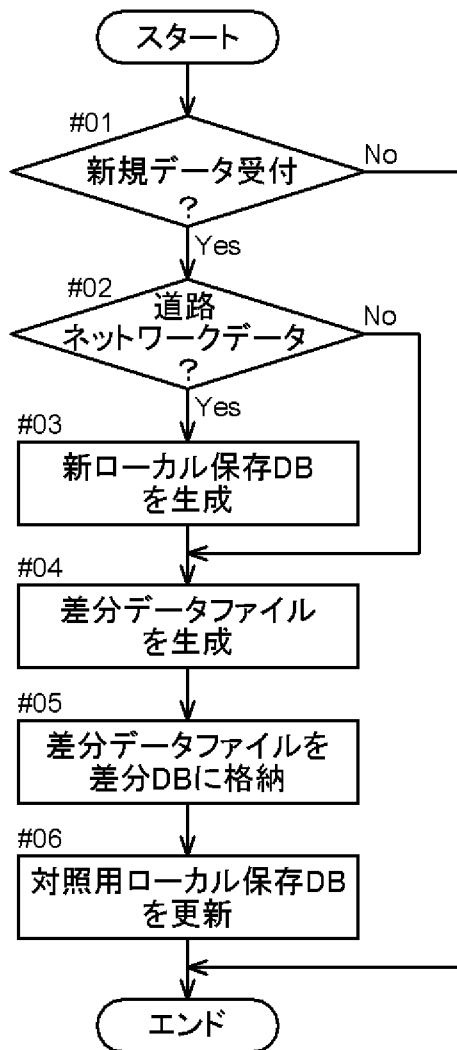 スタート
#01
新規データ受付
?
No
Yes
#02
道路
ネットワークデータ
?
No
Yes
#03
新ローカル保存DB
を生成
#04
差分データファイル
を生成
#05
差分データファイルを
差分DBに格納
#06
対照用ローカル保存DB
を更新
エンド